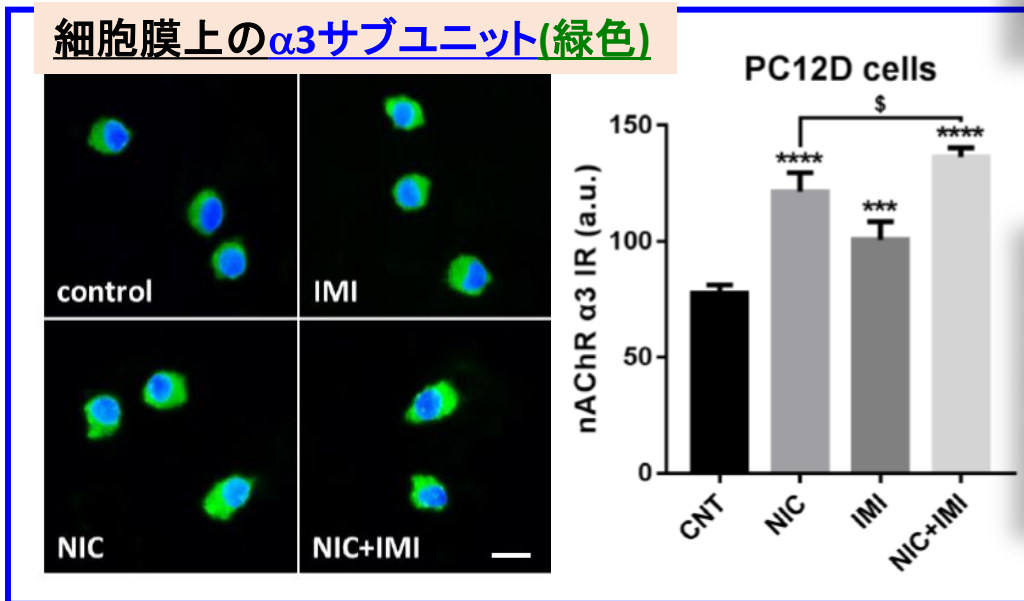 細胞膜上のα3サブユニット(緑色)
control
IMI
NIC
NIC+IMI
PC12D cells
$
****
***
****
nAChR α3 IR (a.u.)
150
100
50
0
CNT
NIC
IMI
NIC+IMI